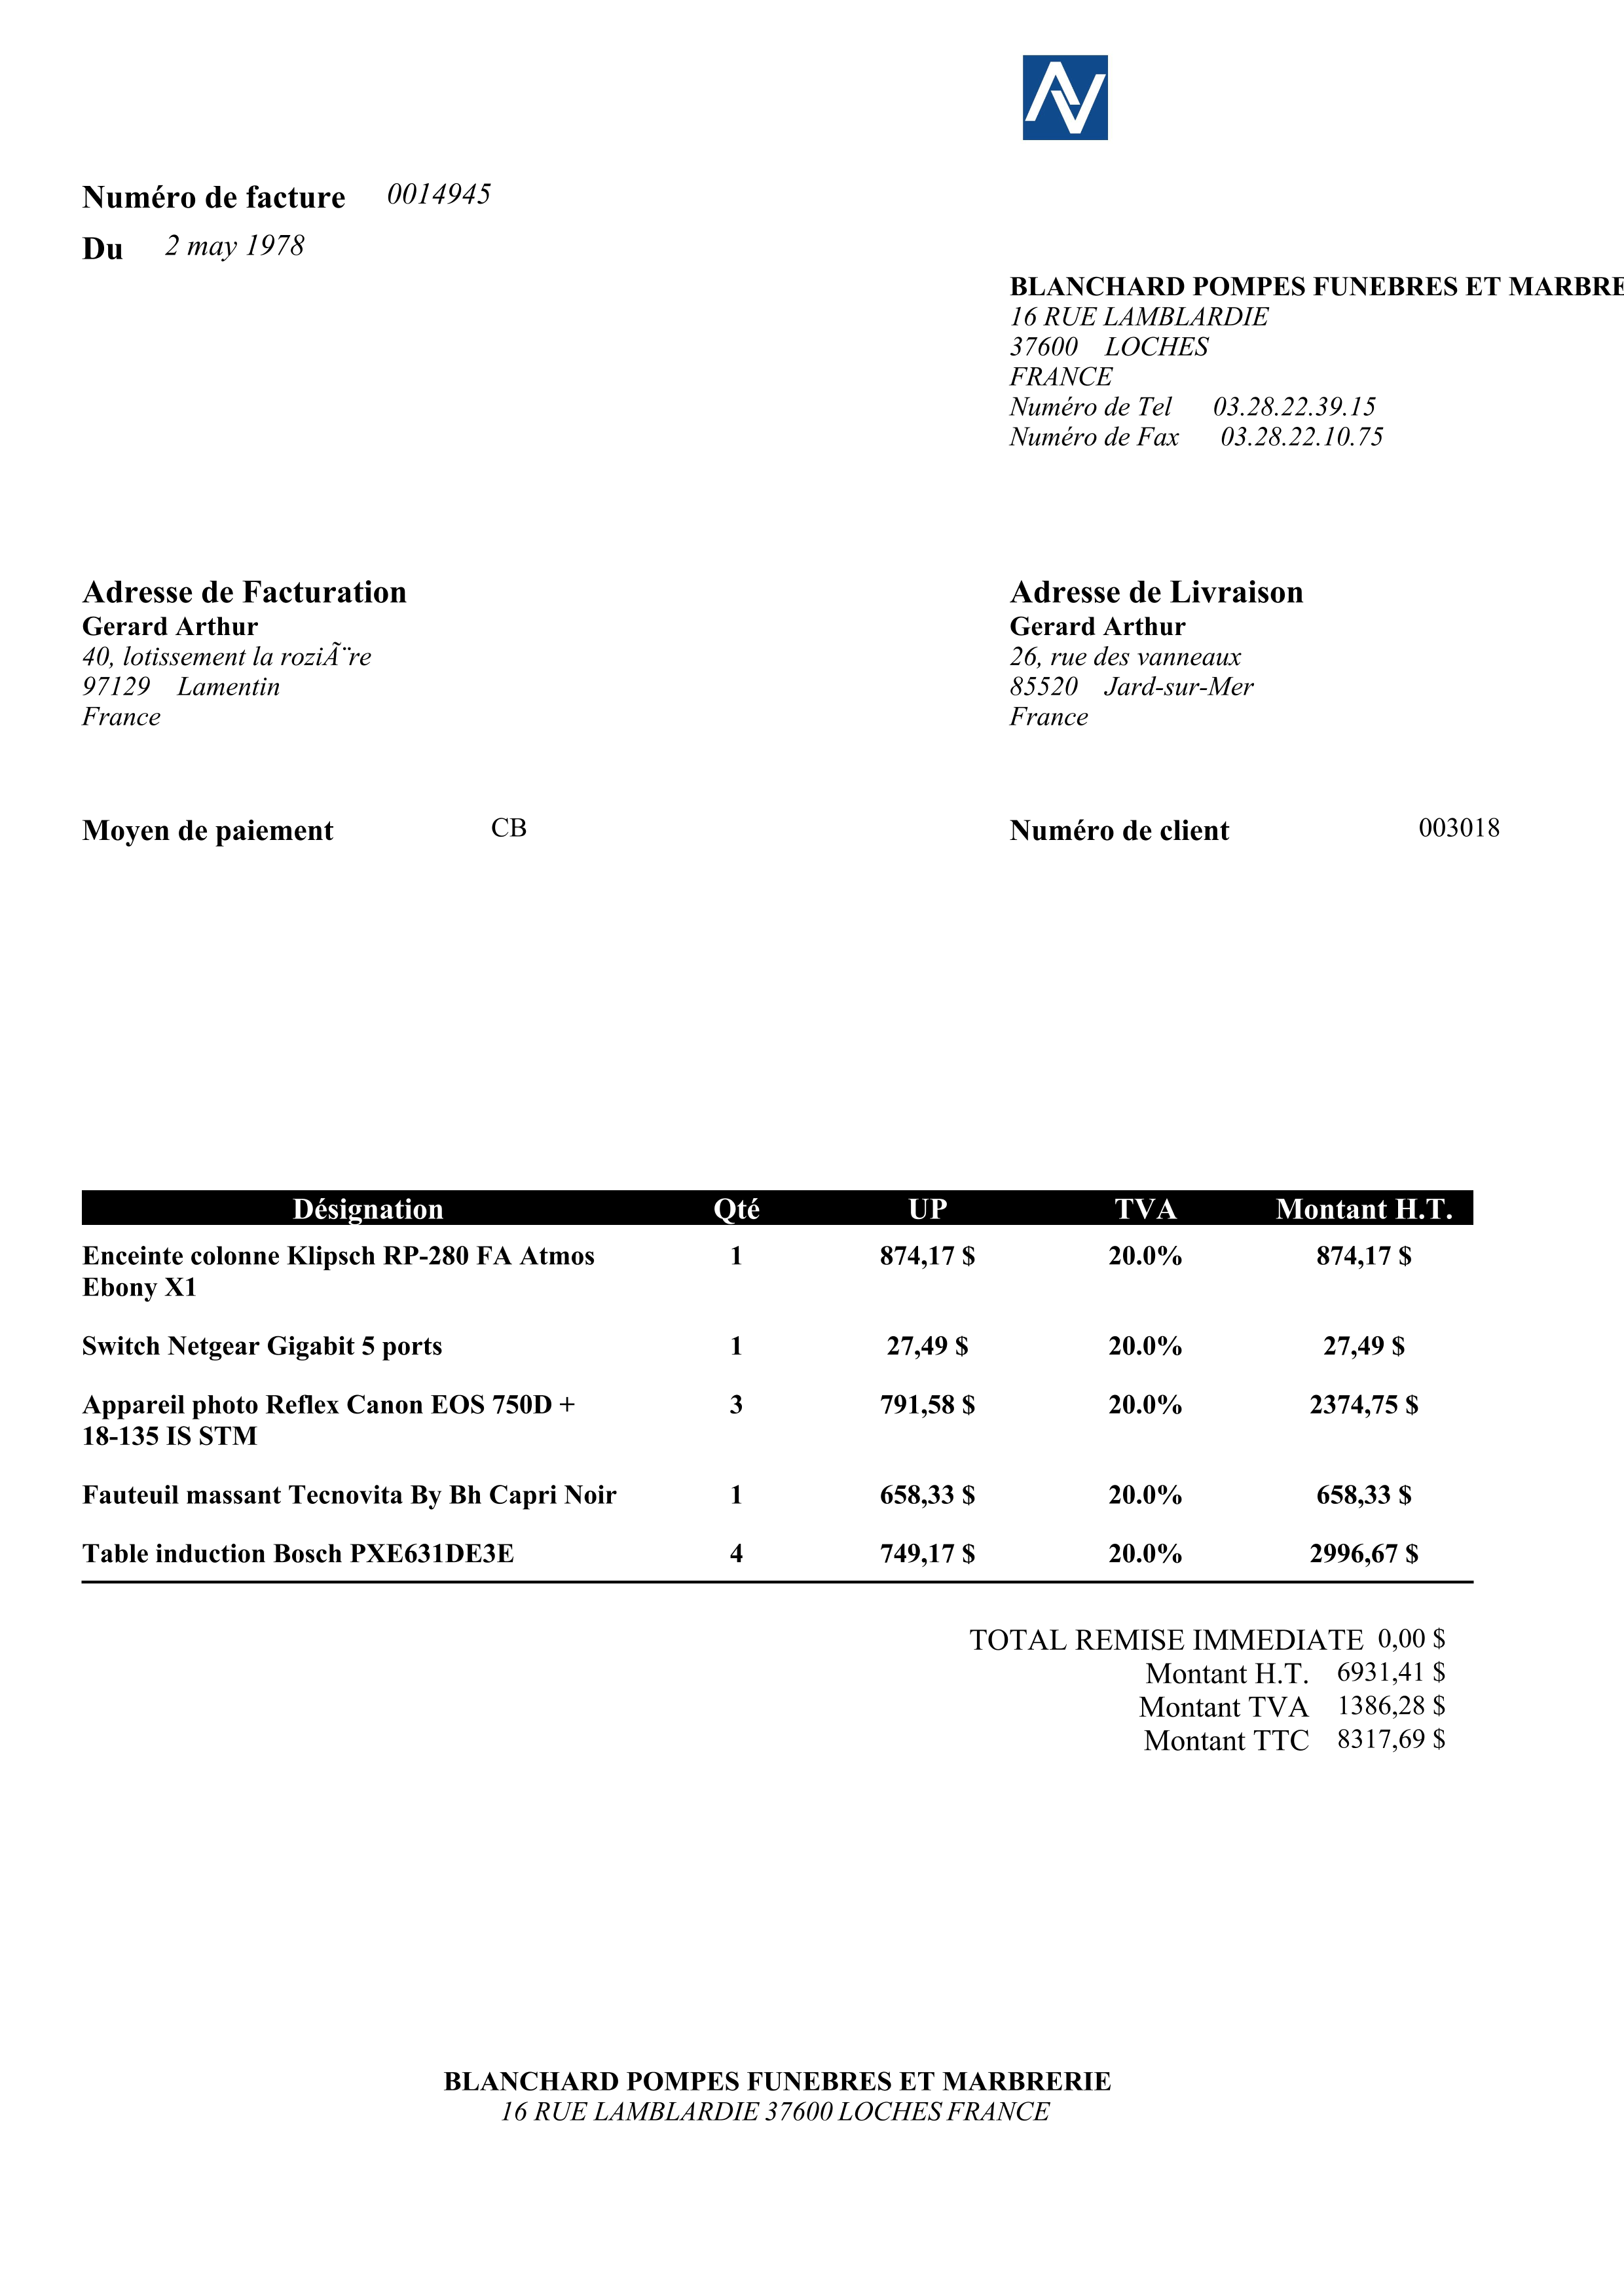 Numéro de facture 0014945
Du 2 may 1978
BLANCHARD POMPES FUNEBRES ET MARBRE
16 RUE LAMBLARDIE
37600 LOCHES
FRANCE
Numéro de Tel 03.28.22.39.15
Numéro de Fax 03.28.22.10.75
Adresse de Facturation
Gerard Arthur
40, lotissement la roziÃ¨re
97129 Lamentin
France
Adresse de Livraison
Gerard Arthur
26, rue des vanneaux
85520 Jard-sur-Mer
France
Moyen de paiement CB
Numéro de client 003018
Désignation Qté UP TVA Montant H.T.
Enceinte colonne Klipsch RP-280 FA Atmos 1 874,17 $ 20.0% 874,17 $
Ebony X1
Switch Netgear Gigabit 5 ports 1 27,49 $ 20.0% 27,49 $
Appareil photo Reflex Canon EOS 750D + 3 791,58 $ 20.0% 2374,75 $
18-135 IS STM
Fauteuil massant Tecnovita By Bh Capri Noir 1 658,33 $ 20.0% 658,33 $
Table induction Bosch PXE631DE3E 4 749,17 $ 20.0% 2996,67 $
TOTAL REMISE IMMEDIATE 0,00 $
Montant H.T. 6931,41 $
Montant TVA 1386,28 $
Montant TTC 8317,69 $
BLANCHARD POMPES FUNEBRES ET MARBRERIE
16 RUE LAMBLARDIE 37600 LOCHES FRANCE